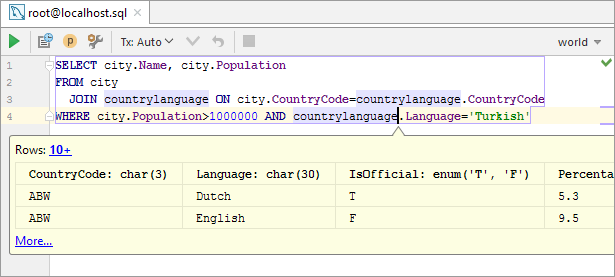 root@localhost.sql
Tx: Auto
world
1 SELECT city.Name, city.Population
2 FROM city
3 JOIN countrylanguage ON city.CountryCode=countrylanguage.CountryCode
4 WHERE city.Population>1000000 AND countrylanguage.Language='Turkish'
Rows: 10+
CountryCode: char(3) Language: char(30) IsOfficial: enum('T', 'F') Percenta
ABW Dutch T 5.3
ABW English F 9.5
More...